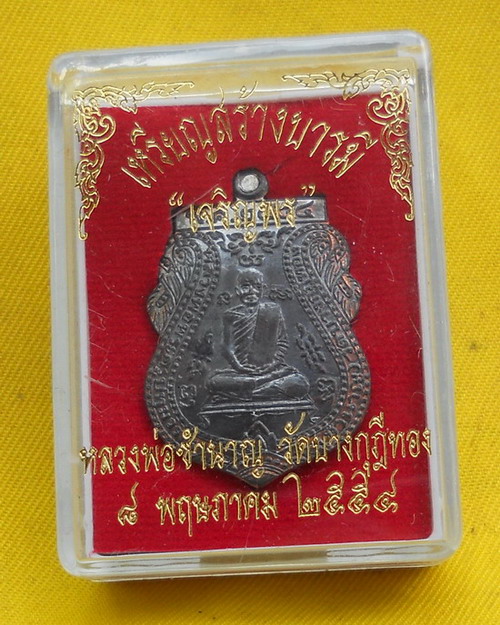 เหรียญสร้างบารมี
"เจริญพร"
หลวงพ่อชำนาญ วัดบางกุฎีทอง
๘ พฤษภาคม ๒๕๕๔